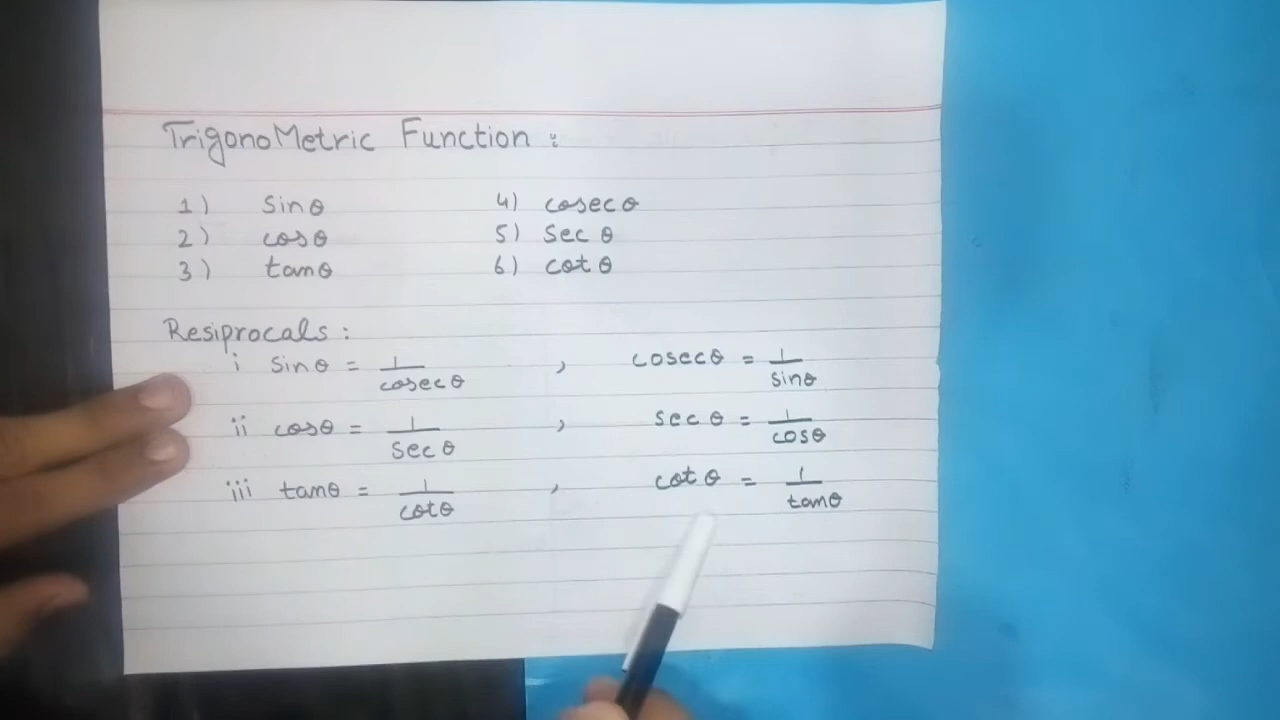 TrigonoMetric Function :
1) sinθ 4) cosecθ
2) cosθ 5) sec θ
3) tanθ 6) cot θ
Resiprocals :
i sinθ = 1/cosecθ , cosecθ = 1/sinθ
ii cosθ = 1/secθ , secθ = 1/cosθ
iii tanθ = 1/cotθ , cotθ = 1/tanθ